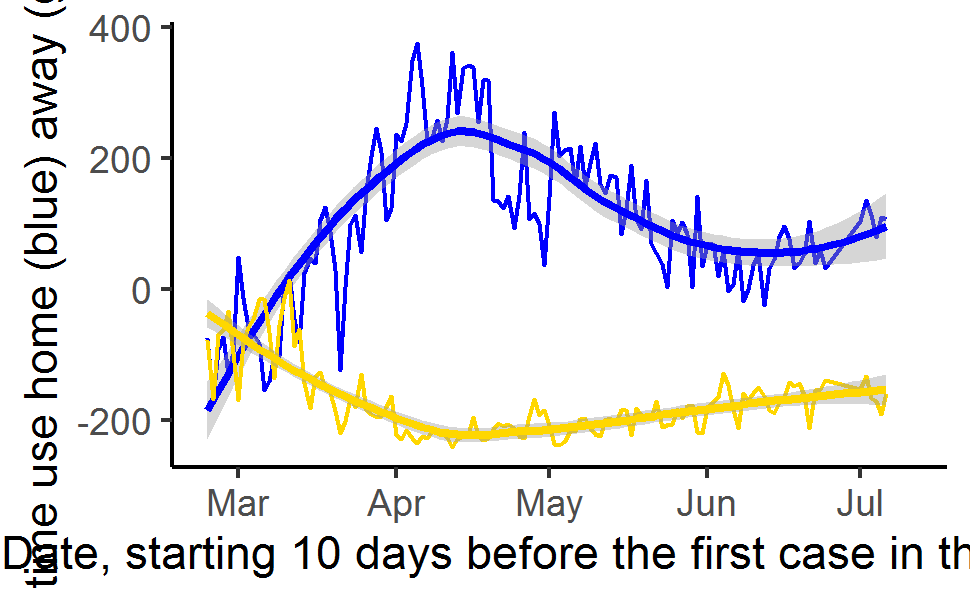 time use home (blue) away (
400
200
0
-200
Mar Apr May Jun Jul
Date, starting 10 days before the first case in th